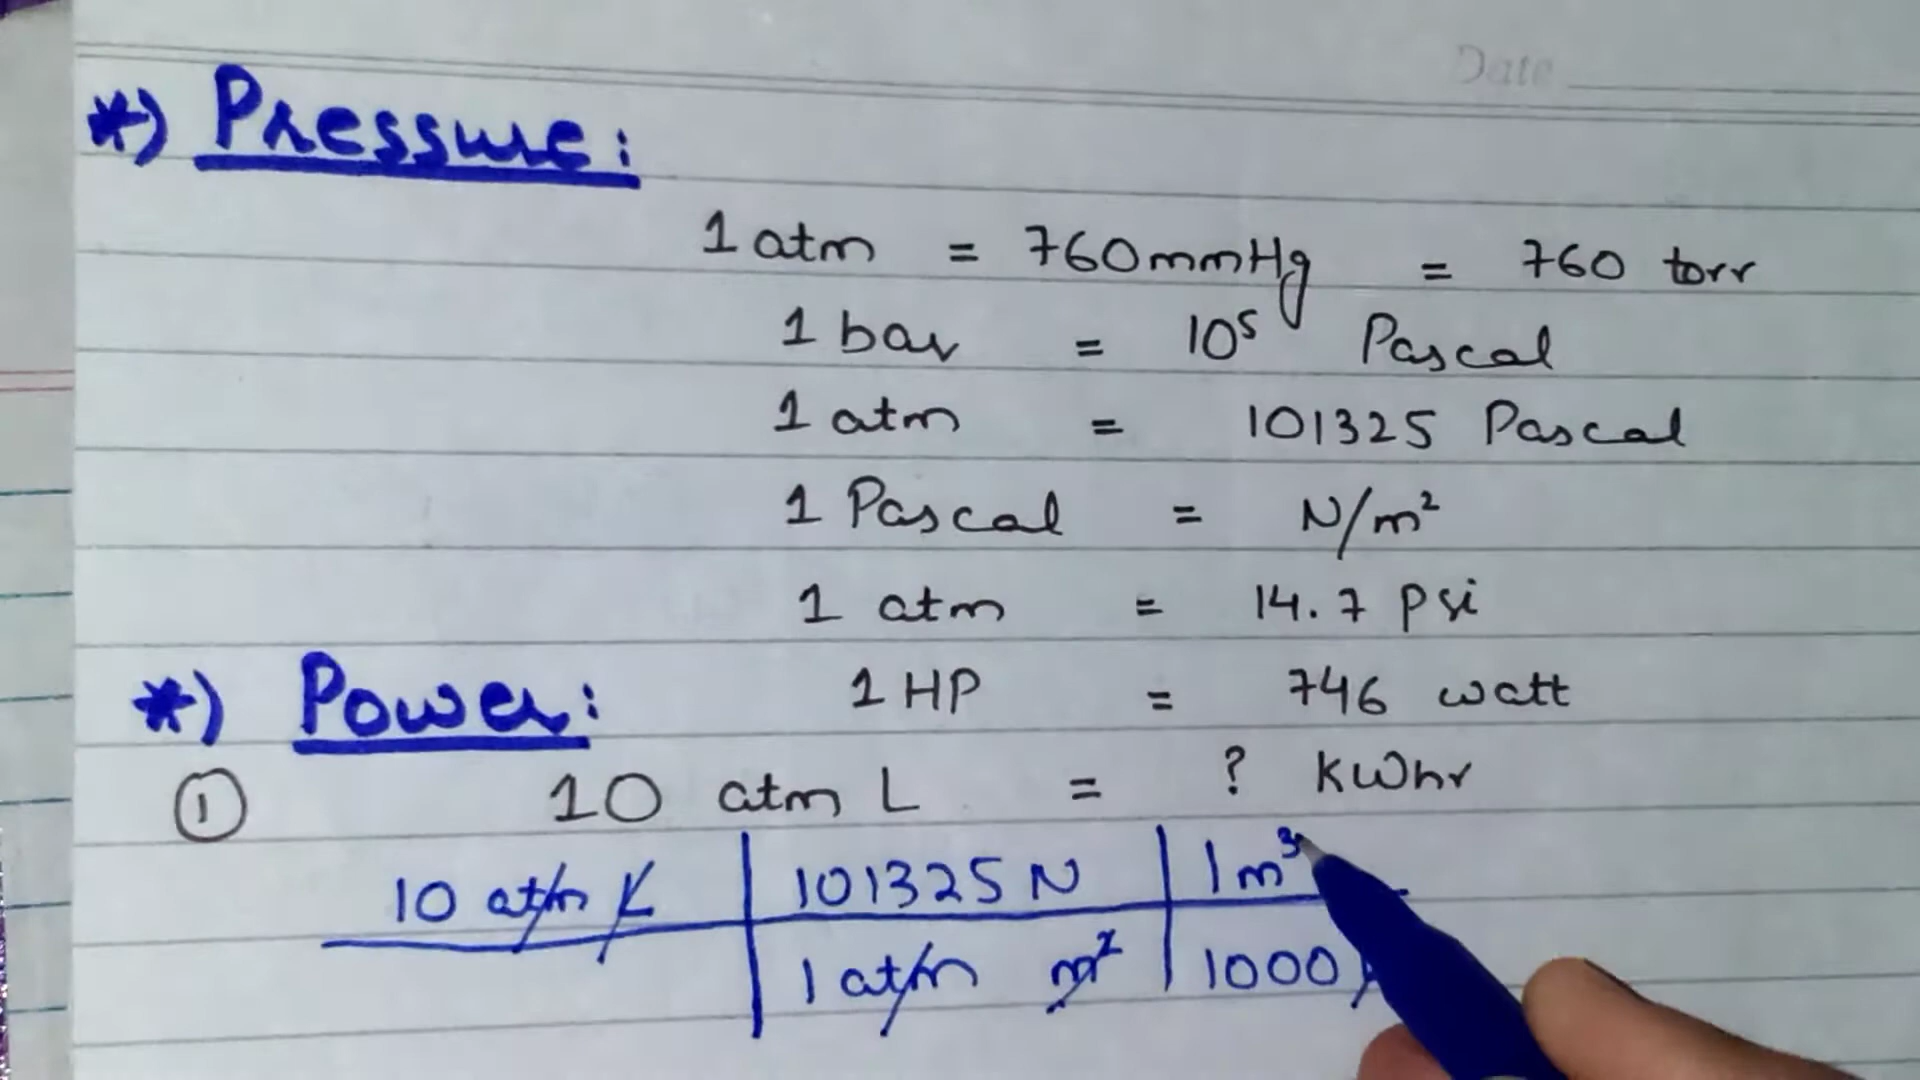 Date
*) Pressure:
1 atm = 760mmHg = 760 torr
1 bar = 10⁵ Pascal
1 atm = 101325 Pascal
1 Pascal = N/m²
1 atm = 14.7 psi
*) Power: 1 HP = 746 watt
① 10 atm L = ? KWhr
10 atm L | 101325 N | 1 m³
1 atm m² | 1000